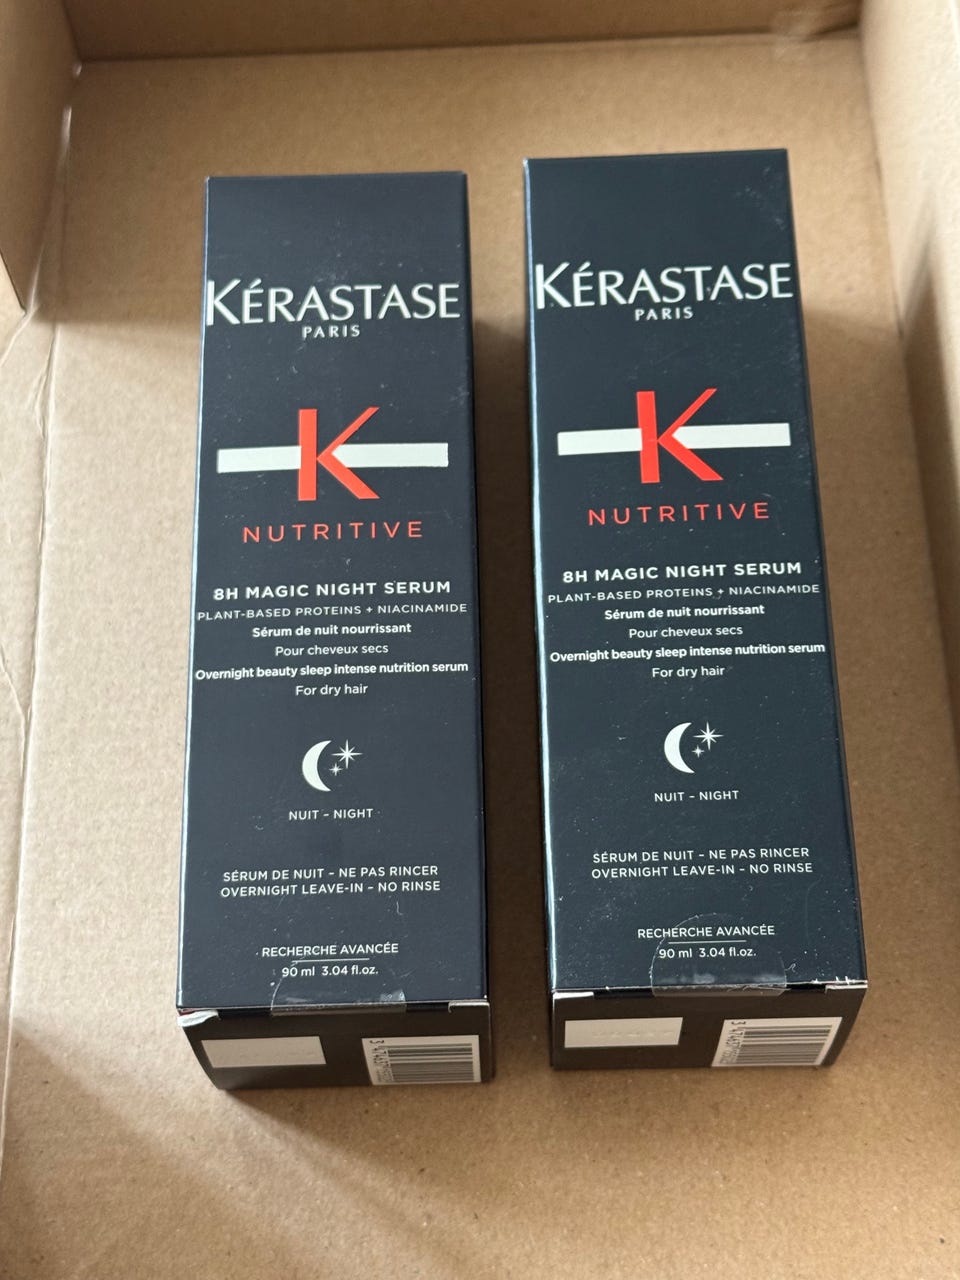 KÉRASTASE
PARIS
K
NUTRITIVE
8H MAGIC NIGHT SERUM
PLANT-BASED PROTEINS + NIACINAMIDE
Sérum de nuit nourrissant
Pour cheveux secs
Overnight beauty sleep intense nutrition serum
For dry hair
NUIT – NIGHT
SÉRUM DE NUIT – NE PAS RINCER
OVERNIGHT LEAVE-IN – NO RINSE
RECHERCHE AVANCÉE
90 ml 3.04 fl.oz.
KÉRASTASE
PARIS
K
NUTRITIVE
8H MAGIC NIGHT SERUM
PLANT-BASED PROTEINS + NIACINAMIDE
Sérum de nuit nourrissant
Pour cheveux secs
Overnight beauty sleep intense nutrition serum
For dry hair
NUIT – NIGHT
SÉRUM DE NUIT – NE PAS RINCER
OVERNIGHT LEAVE-IN – NO RINSE
RECHERCHE AVANCÉE
90 ml 3.04 fl.oz.